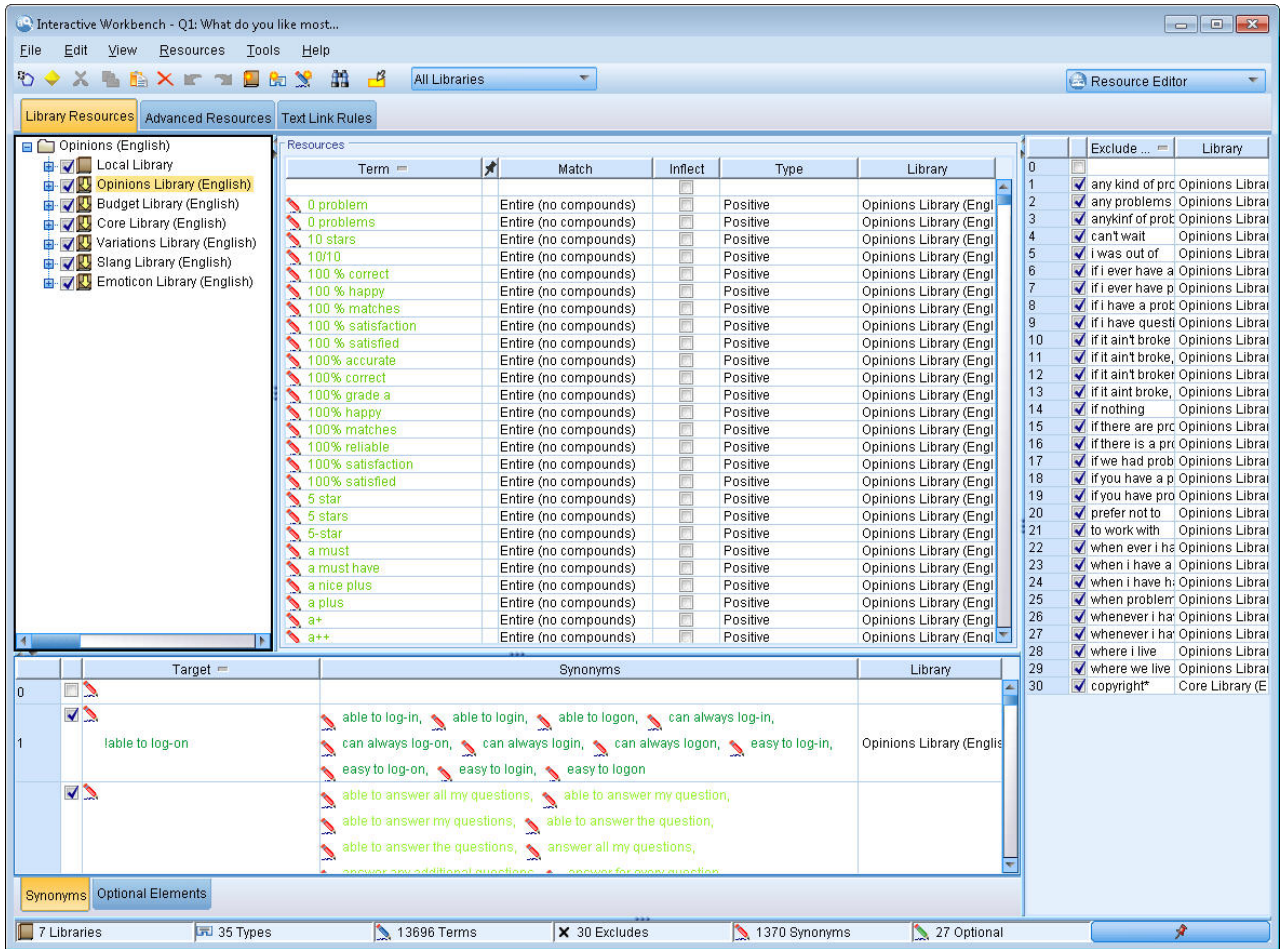 Interactive Workbench - Q1: What do you like most...
File Edit View Resources Tools Help
All Libraries
Resource Editor
Library Resources Advanced Resources Text Link Rules
Opinions (English)
Local Library
Opinions Library (English)
Budget Library (English)
Core Library (English)
Variations Library (English)
Slang Library (English)
Emoticon Library (English)
Resources
Term Match Inflect Type Library
0 problem Entire (no compounds) Positive Opinions Library (Engl
0 problems Entire (no compounds) Positive Opinions Library (Engl
10 stars Entire (no compounds) Positive Opinions Library (Engl
10/10 Entire (no compounds) Positive Opinions Library (Engl
100 % correct Entire (no compounds) Positive Opinions Library (Engl
100 % happy Entire (no compounds) Positive Opinions Library (Engl
100 % matches Entire (no compounds) Positive Opinions Library (Engl
100 % satisfaction Entire (no compounds) Positive Opinions Library (Engl
100 % satisfied Entire (no compounds) Positive Opinions Library (Engl
100% accurate Entire (no compounds) Positive Opinions Library (Engl
100% correct Entire (no compounds) Positive Opinions Library (Engl
100% grade a Entire (no compounds) Positive Opinions Library (Engl
100% happy Entire (no compounds) Positive Opinions Library (Engl
100% matches Entire (no compounds) Positive Opinions Library (Engl
100% reliable Entire (no compounds) Positive Opinions Library (Engl
100% satisfaction Entire (no compounds) Positive Opinions Library (Engl
100% satisfied Entire (no compounds) Positive Opinions Library (Engl
5 star Entire (no compounds) Positive Opinions Library (Engl
5 stars Entire (no compounds) Positive Opinions Library (Engl
5-star Entire (no compounds) Positive Opinions Library (Engl
a must Entire (no compounds) Positive Opinions Library (Engl
a must have Entire (no compounds) Positive Opinions Library (Engl
a nice plus Entire (no compounds) Positive Opinions Library (Engl
a plus Entire (no compounds) Positive Opinions Library (Engl
a+ Entire (no compounds) Positive Opinions Library (Engl
a++ Entire (no compounds) Positive Opinions Library (Engl
Exclude ... Library
0
1 any kind of prc Opinions Librar
2 any problems Opinions Librar
3 anykinf of prob Opinions Librar
4 can't wait Opinions Librar
5 i was out of Opinions Librar
6 if i ever have a Opinions Librar
7 if i ever have p Opinions Librar
8 if i have a prob Opinions Librar
9 if i have questi Opinions Librar
10 if it ain't broke Opinions Librar
11 if it ain't broke, Opinions Librar
12 if it ain't broker Opinions Librar
13 if it aint broke, Opinions Librar
14 if nothing Opinions Librar
15 if there are prc Opinions Librar
16 if there is a pro Opinions Librar
17 if we had prob Opinions Librar
18 if you have a p Opinions Librar
19 if you have pro Opinions Librar
20 prefer not to Opinions Librar
21 to work with Opinions Librar
22 when ever i ha Opinions Librar
23 when i have a Opinions Librar
24 when i have h Opinions Librar
25 when problem Opinions Librar
26 whenever i ha Opinions Librar
27 whenever i ha Opinions Librar
28 where i live Opinions Librar
29 where we live Opinions Librar
30 copyright* Core Library (E
Target Synonyms Library
0
able to log-in, able to login, able to logon, can always log-in,
1 !able to log-on can always log-on, can always login, can always logon, easy to log-in, Opinions Library (Englis
easy to log-on, easy to login, easy to logon
able to answer all my questions, able to answer my question,
able to answer my questions, able to answer the question,
able to answer the questions, answer all my questions,
answer any additional questions, answer for every question,
Synonyms Optional Elements
7 Libraries 35 Types 13696 Terms 30 Excludes 1370 Synonyms 27 Optional